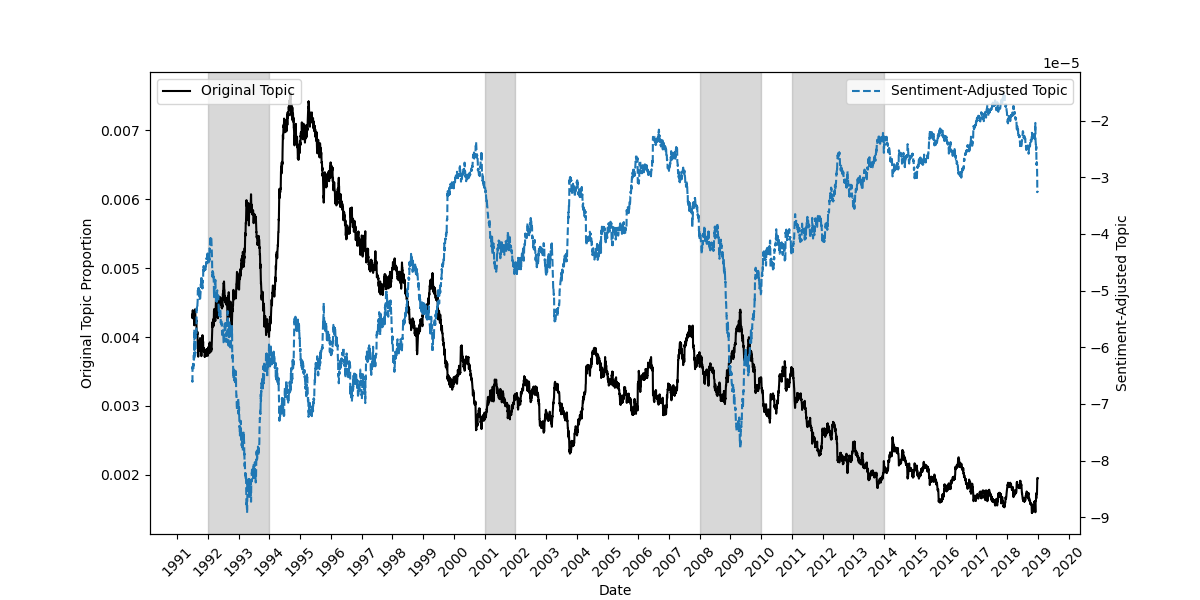 1e−5
Original Topic
Sentiment-Adjusted Topic
0.007
0.006
0.005
0.004
0.003
0.002
Original Topic Proportion
−2
−3
−4
−5
−6
−7
−8
−9
Sentiment-Adjusted Topic
1991 1992 1993 1994 1995 1996 1997 1998 1999 2000 2001 2002 2003 2004 2005 2006 2007 2008 2009 2010 2011 2012 2013 2014 2015 2016 2017 2018 2019 2020
Date